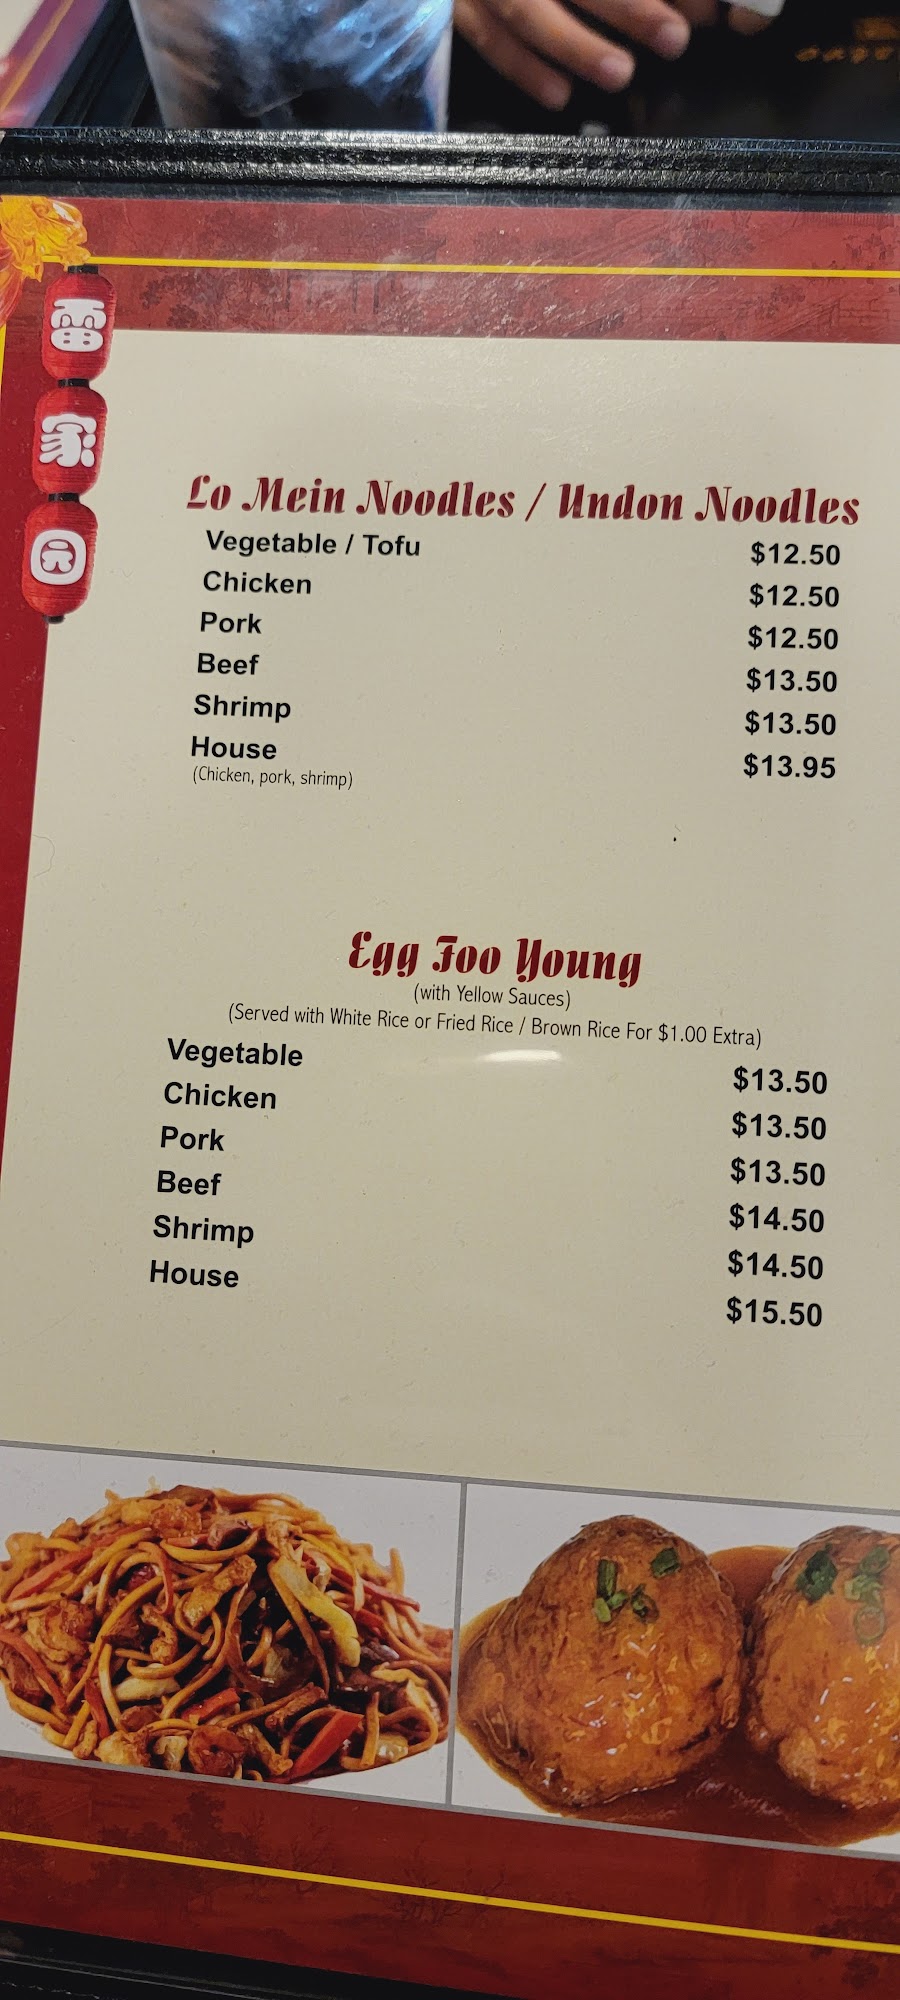 雷
家
园
Lo Mein Noodles / Undon Noodles
Vegetable / Tofu $12.50
Chicken $12.50
Pork $12.50
Beef $13.50
Shrimp $13.50
House $13.95
(Chicken, pork, shrimp)
Egg Foo Young
(with Yellow Sauces)
(Served with White Rice or Fried Rice / Brown Rice For $1.00 Extra)
Vegetable $13.50
Chicken $13.50
Pork $13.50
Beef $14.50
Shrimp $14.50
House $15.50